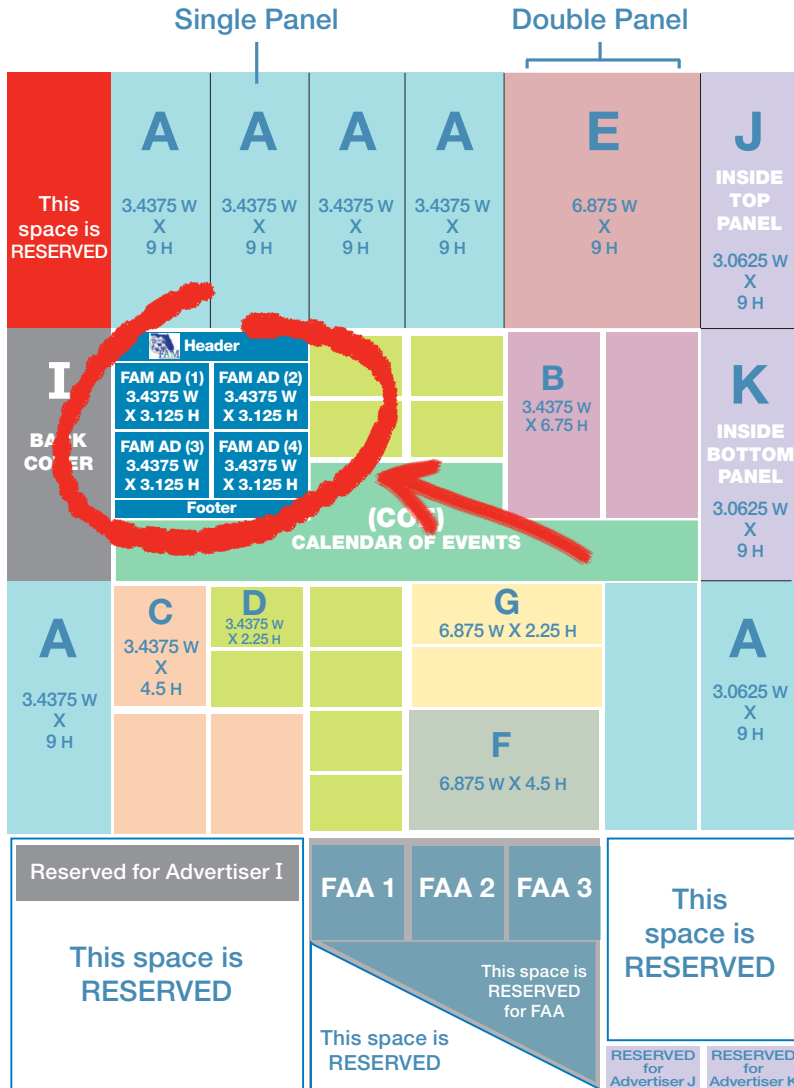 Single Panel
Double Panel
This
space is
RESERVED
A
3.4375 W
X
9 H
A
3.4375 W
X
9 H
A
3.4375 W
X
9 H
A
3.4375 W
X
9 H
E
6.875 W
X
9 H
J
INSIDE
TOP
PANEL
3.0625 W
X
9 H
I
BACK
COVER
FAM
Header
FAM AD (1)
3.4375 W
X 3.125 H
FAM AD (2)
3.4375 W
X 3.125 H
FAM AD (3)
3.4375 W
X 3.125 H
FAM AD (4)
3.4375 W
X 3.125 H
Footer
B
3.4375 W
X 6.75 H
K
INSIDE
BOTTOM
PANEL
3.0625 W
X
9 H
(COE)
CALENDAR OF EVENTS
A
3.4375 W
X
9 H
C
3.4375 W
X
4.5 H
D
3.4375 W
X 2.25 H
G
6.875 W X 2.25 H
F
6.875 W X 4.5 H
A
3.0625 W
X
9 H
Reserved for Advertiser I
This space is
RESERVED
FAA 1
FAA 2
FAA 3
This space is
RESERVED
for FAA
This space is
RESERVED
This
space is
RESERVED
RESERVED
for
Advertiser J
RESERVED
for
Advertiser K